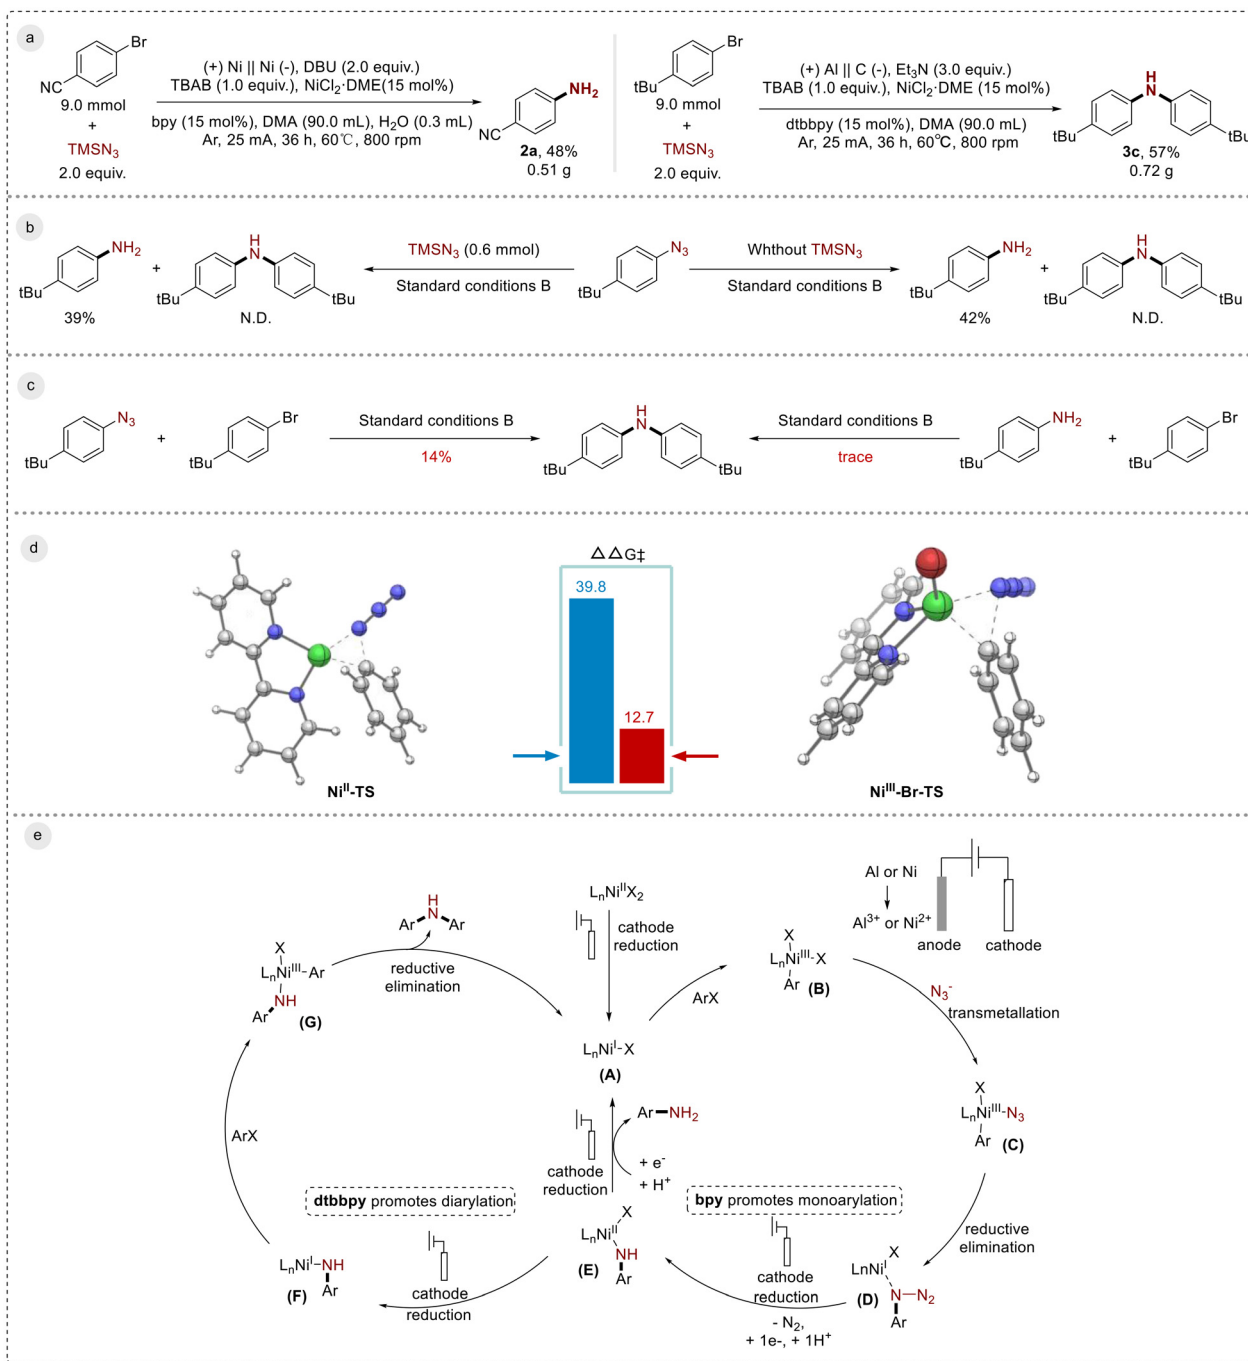 a
Br
CN
9.0 mmol
+
TMSN₃
2.0 equiv.
(+) Ni || Ni (-), DBU (2.0 equiv.)
TBAB (1.0 equiv.), NiCl₂·DME(15 mol%)
bpy (15 mol%), DMA (90.0 mL), H₂O (0.3 mL)
Ar, 25 mA, 36 h, 60℃, 800 rpm
NH₂
CN
2a, 48%
0.51 g
Br
tBu
9.0 mmol
+
TMSN₃
2.0 equiv.
(+) Al || C (-), Et₃N (3.0 equiv.)
TBAB (1.0 equiv.), NiCl₂·DME (15 mol%)
dtbbpy (15 mol%), DMA (90.0 mL)
Ar, 25 mA, 36 h, 60°C, 800 rpm
H
N
tBu
tBu
3c, 57%
0.72 g
b
NH₂
tBu
39%
+
H
N
tBu
tBu
N.D.
TMSN₃ (0.6 mmol)
Standard conditions B
N₃
tBu
Whthout TMSN₃
Standard conditions B
NH₂
tBu
42%
+
H
N
tBu
tBu
N.D.
c
N₃
tBu
+
Br
tBu
Standard conditions B
14%
H
N
tBu
tBu
Standard conditions B
trace
NH₂
tBu
+
Br
tBu
d
△△G‡
39.8
12.7
Niᴵᴵ-TS
Niᴵᴵᴵ-Br-TS
e
LₙNiᴵᴵX₂
cathode
reduction
Al or Ni
Al³⁺ or Ni²⁺
anode
cathode
H
N
Ar
Ar
reductive
elimination
X
LₙNiᴵᴵᴵ-Ar
NH
Ar
(G)
ArX
X
LₙNiᴵᴵᴵ-X
Ar
(B)
N₃⁻
transmetallation
LₙNiᴵ-X
(A)
X
LₙNiᴵᴵᴵ-N₃
Ar
(C)
Ar-NH₂
+ e⁻
+ H⁺
cathode
reduction
ArX
dtbbpy promotes diarylation
bpy promotes monoarylation
reductive
elimination
X
LₙNiᴵᴵ
NH
Ar
(E)
LₙNiᴵ-NH
Ar
(F)
cathode
reduction
cathode
reduction
- N₂,
+ 1e-, + 1H⁺
X
LnNiᴵ
N-N₂
Ar
(D)